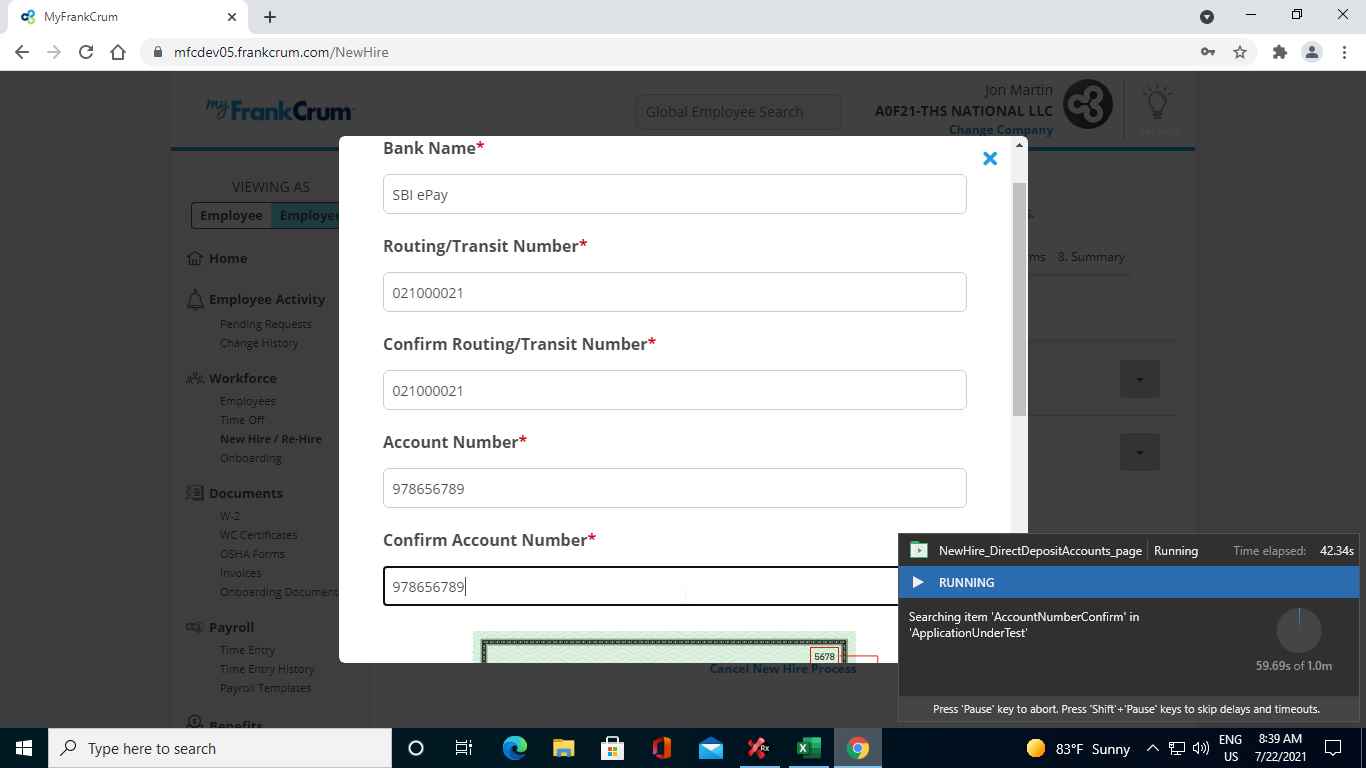 MyFrankCrum
mfcdev05.frankcrum.com/NewHire
myFrankCrum
Global Employee Search
Jon Martin
A0F21-THS NATIONAL LLC
Change Company
VIEWING AS
Employee Employe
Home
Employee Activity
Pending Requests
Change History
Workforce
Employees
Time Off
New Hire / Re-Hire
Onboarding
Documents
W-2
WC Certificates
OSHA Forms
Invoices
Onboarding Document
Payroll
Time Entry
Time Entry History
Payroll Templates
Benefits
ms 8. Summary
Bank Name*
SBI ePay
Routing/Transit Number*
021000021
Confirm Routing/Transit Number*
021000021
Account Number*
978656789
Confirm Account Number*
978656789
5678
Cancel New Hire Process
NewHire_DirectDepositAccounts_page Running Time elapsed: 42.34s
RUNNING
Searching item 'AccountNumberConfirm' in
'ApplicationUnderTest'
59.69s of 1.0m
Press 'Pause' key to abort. Press 'Shift'+'Pause' keys to skip delays and timeouts.
Type here to search
Rx
83°F Sunny
ENG
US
8:39 AM
7/22/2021